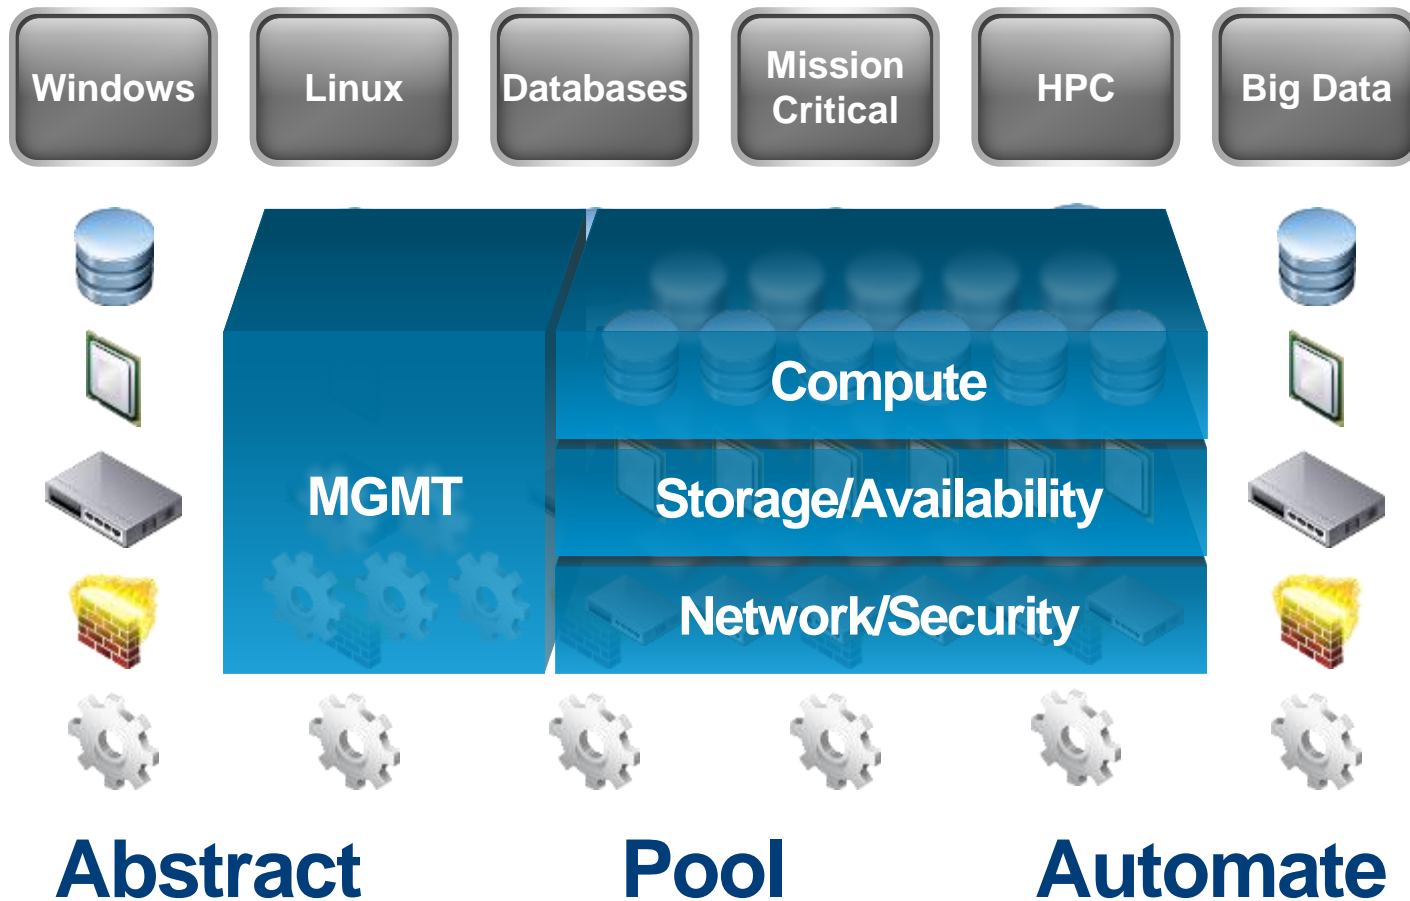 Windows
Linux
Databases
Mission
Critical
HPC
Big Data
Compute
MGMT
Storage/Availability
Network/Security
Abstract
Pool
Automate